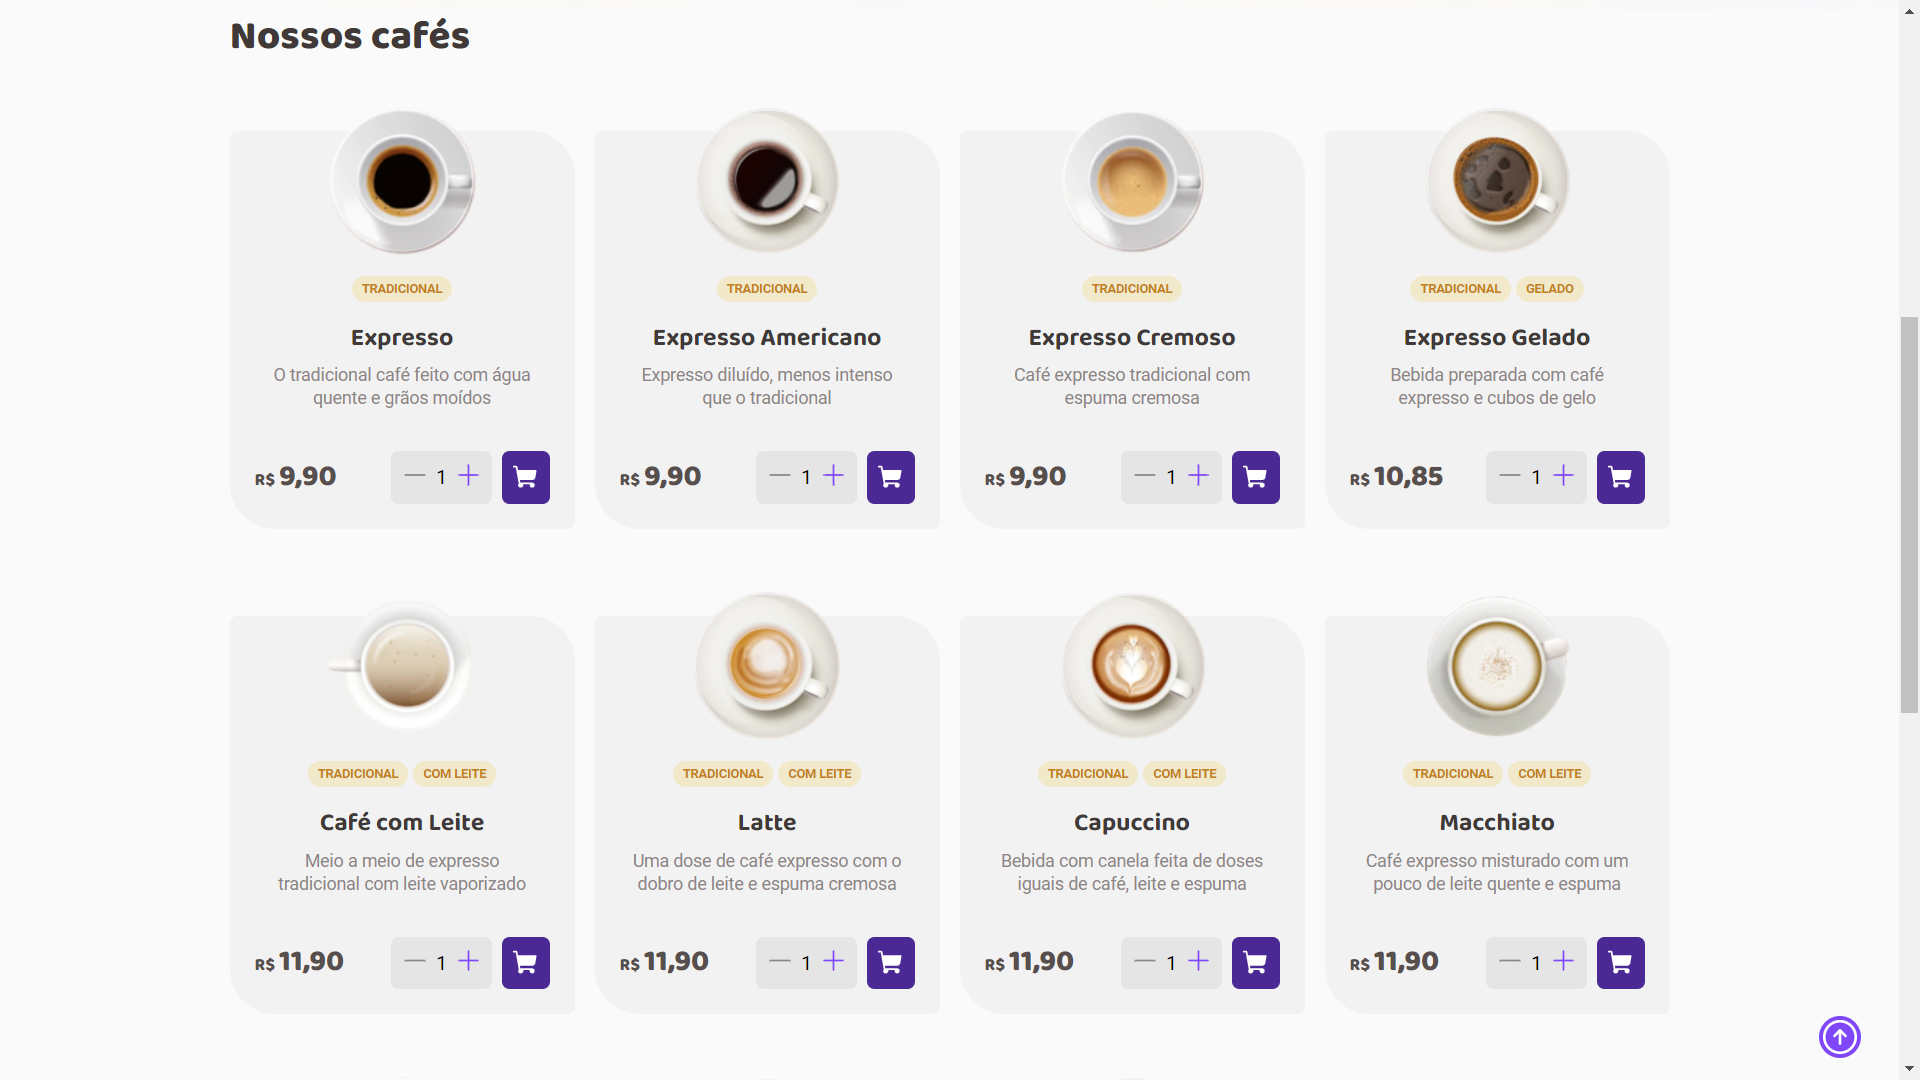 Nossos cafés
TRADICIONAL
Expresso
O tradicional café feito com água
quente e grãos moídos
R$ 9,90
1
TRADICIONAL
Expresso Americano
Expresso diluído, menos intenso
que o tradicional
R$ 9,90
1
TRADICIONAL
Expresso Cremoso
Café expresso tradicional com
espuma cremosa
R$ 9,90
1
TRADICIONAL GELADO
Expresso Gelado
Bebida preparada com café
expresso e cubos de gelo
R$ 10,85
1
TRADICIONAL COM LEITE
Café com Leite
Meio a meio de expresso
tradicional com leite vaporizado
R$ 11,90
1
TRADICIONAL COM LEITE
Latte
Uma dose de café expresso com o
dobro de leite e espuma cremosa
R$ 11,90
1
TRADICIONAL COM LEITE
Capuccino
Bebida com canela feita de doses
iguais de café, leite e espuma
R$ 11,90
1
TRADICIONAL COM LEITE
Macchiato
Café expresso misturado com um
pouco de leite quente e espuma
R$ 11,90
1